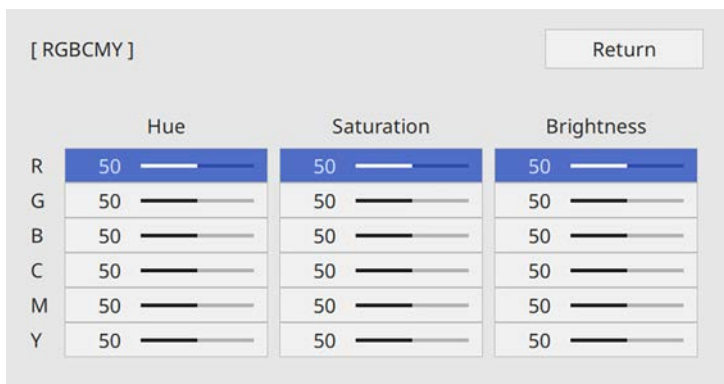 [ RGBCMY ] Return
Hue Saturation Brightness
R 50 50 50
G 50 50 50
B 50 50 50
C 50 50 50
M 50 50 50
Y 50 50 50